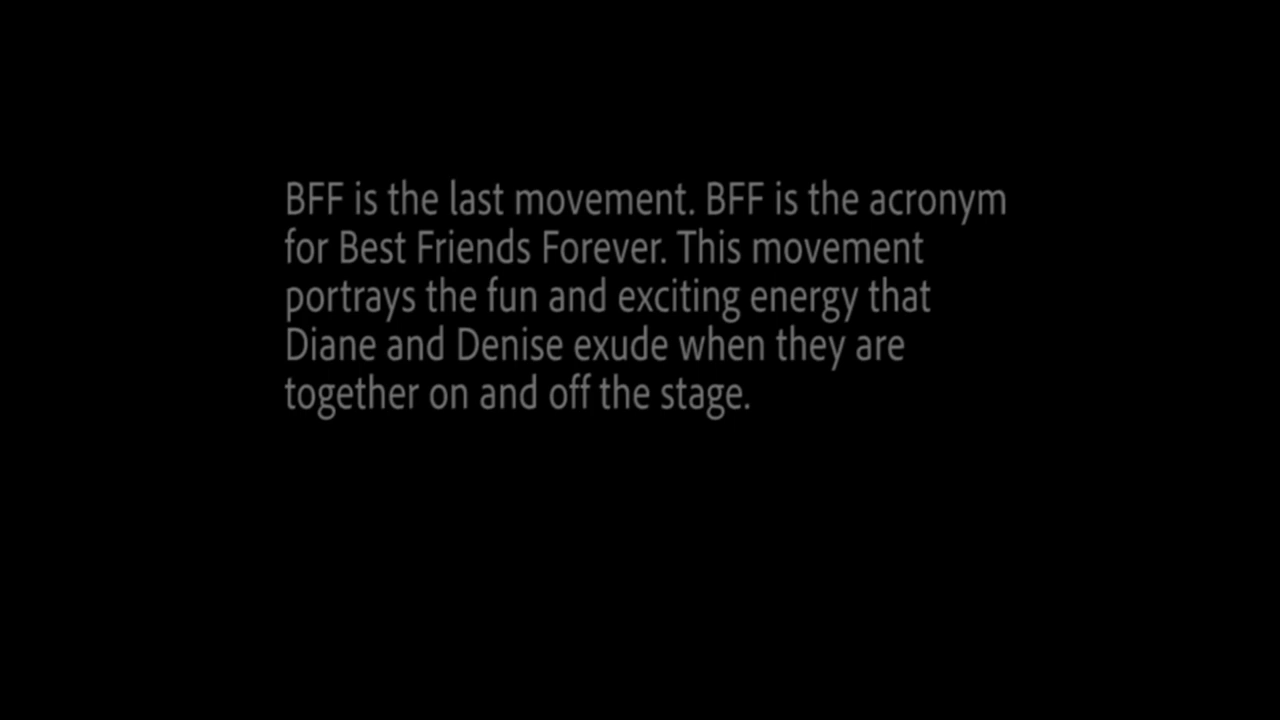 BFF is the last movement. BFF is the acronym
for Best Friends Forever. This movement
portrays the fun and exciting energy that
Diane and Denise exude when they are
together on and off the stage.